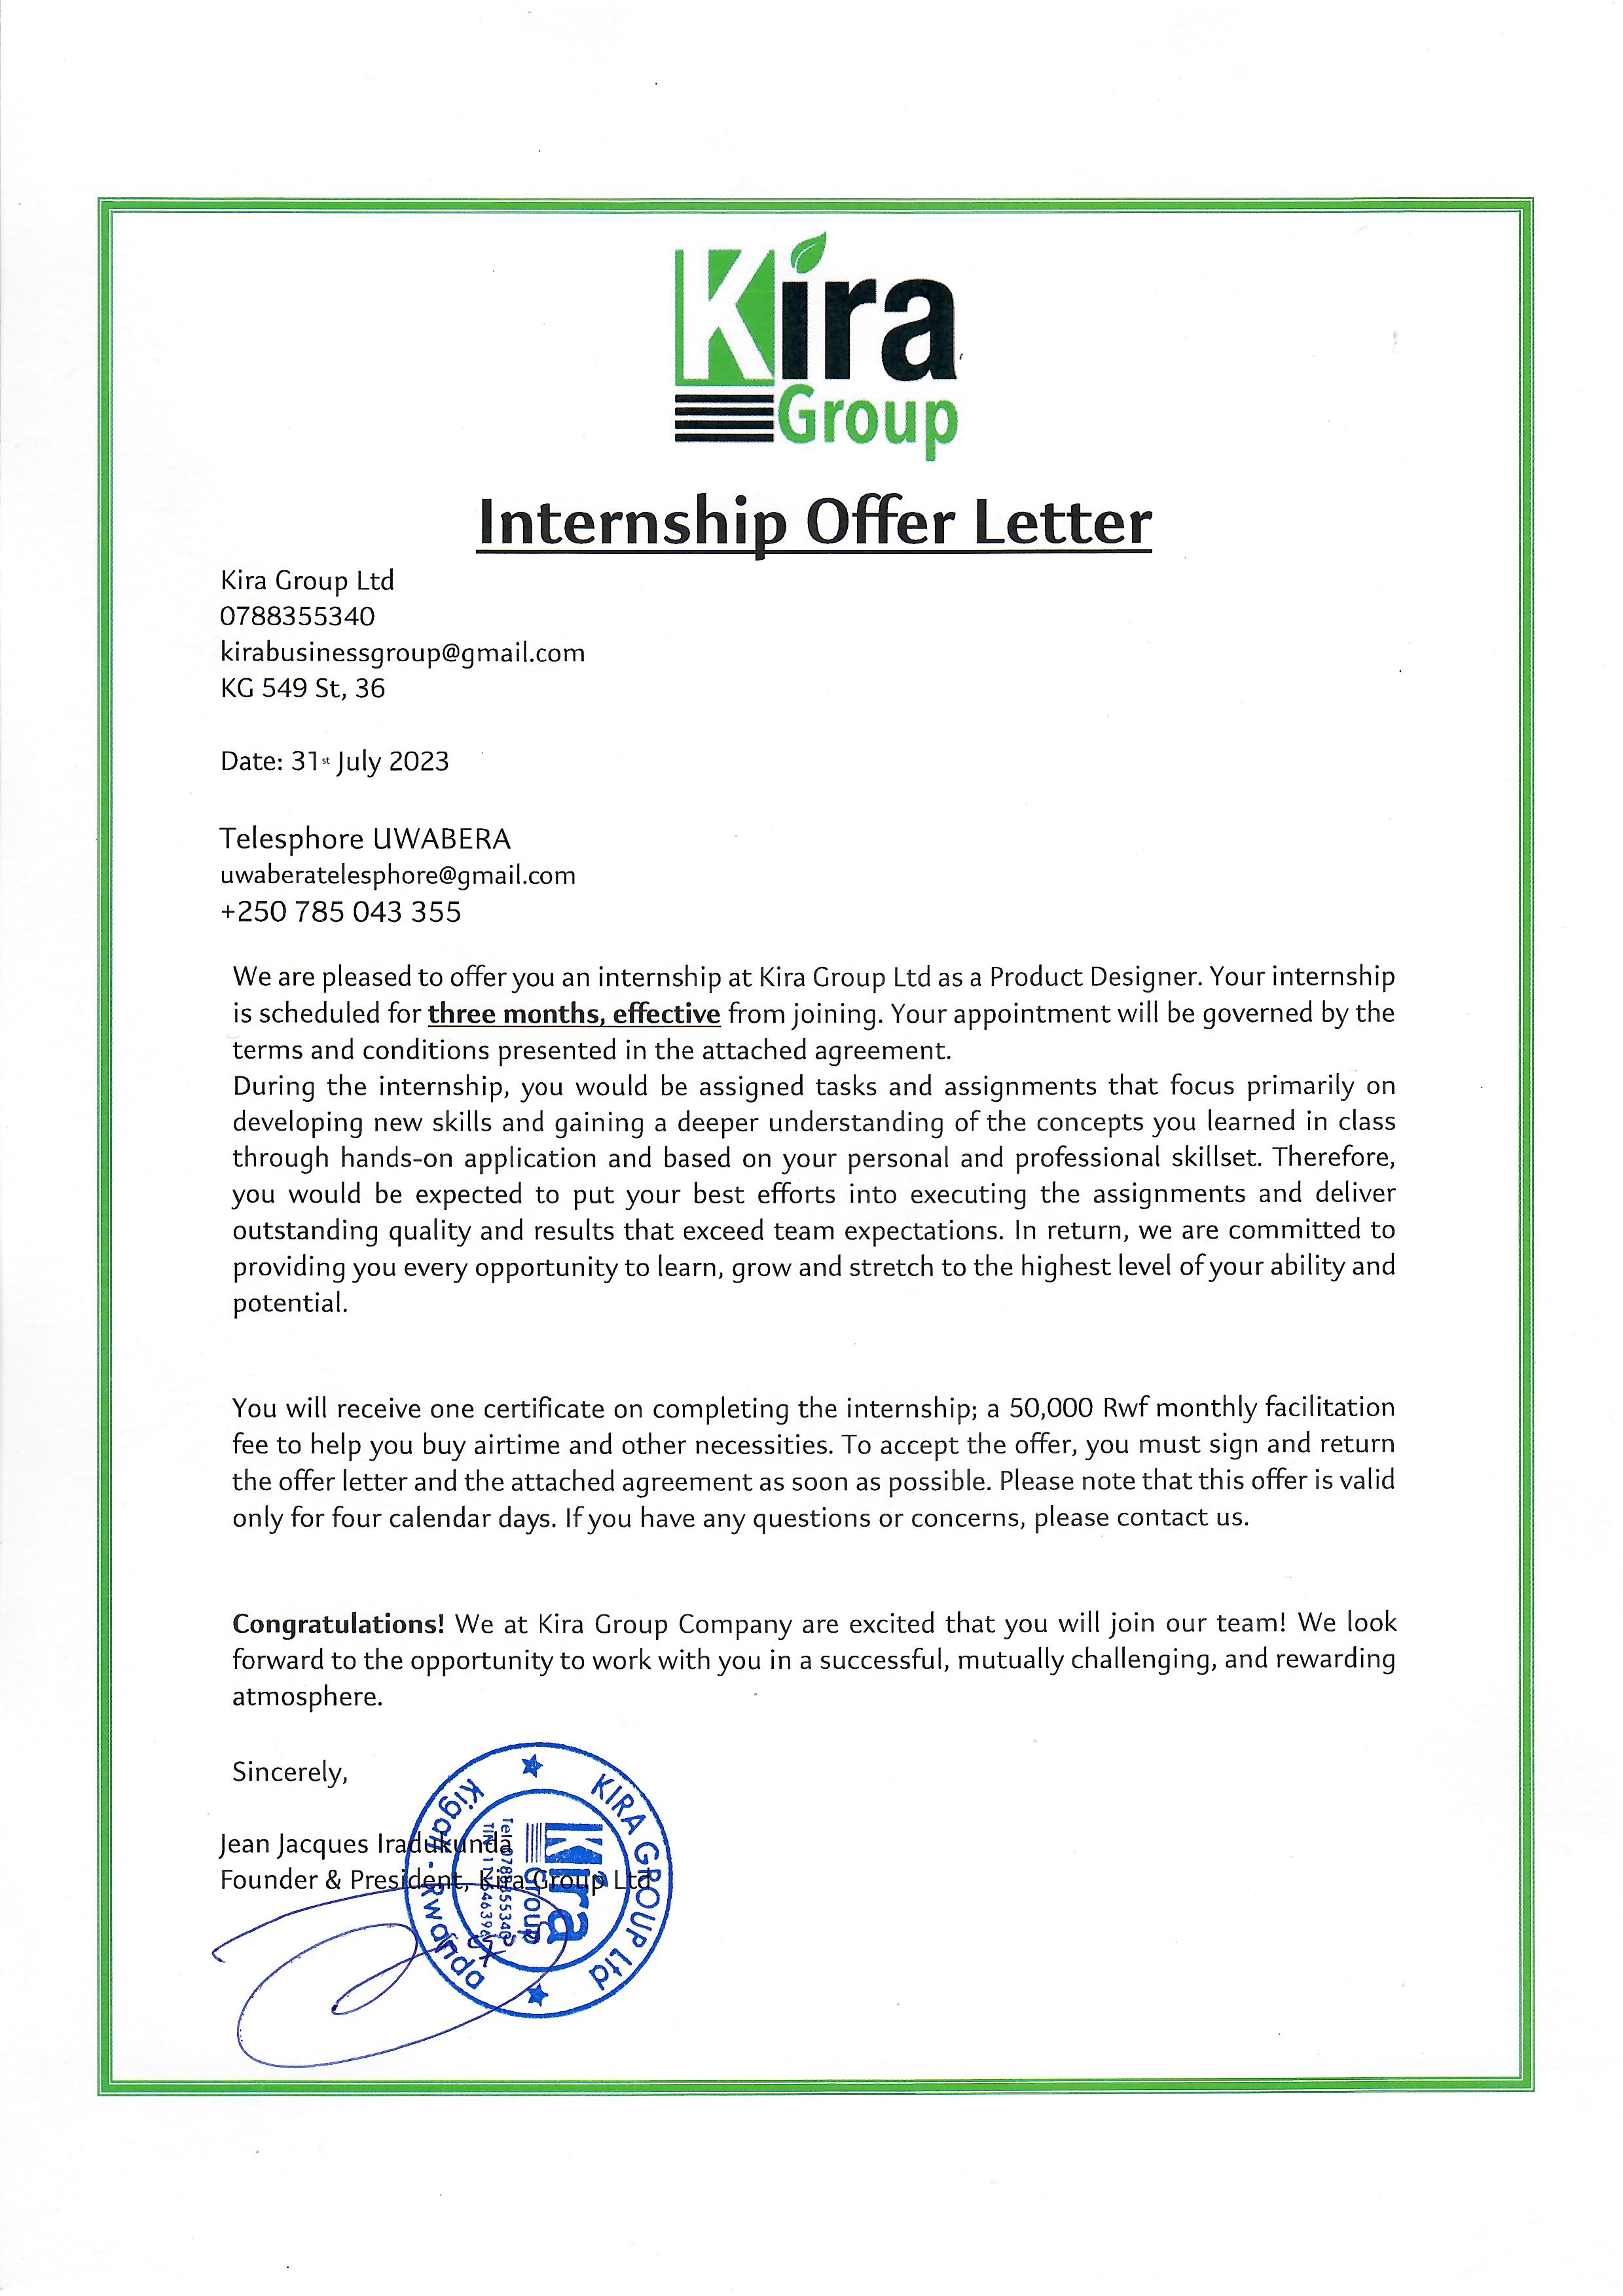 Kira
Group
Internship Offer Letter
Kira Group Ltd
0788355340
kirabusinessgroup@gmail.com
KG 549 St, 36
Date: 31st July 2023
Telesphore UWABERA
uwaberatelesphore@gmail.com
+250 785 043 355
We are pleased to offer you an internship at Kira Group Ltd as a Product Designer. Your internship
is scheduled for three months, effective from joining. Your appointment will be governed by the
terms and conditions presented in the attached agreement.
During the internship, you would be assigned tasks and assignments that focus primarily on
developing new skills and gaining a deeper understanding of the concepts you learned in class
through hands-on application and based on your personal and professional skillset. Therefore,
you would be expected to put your best efforts into executing the assignments and deliver
outstanding quality and results that exceed team expectations. In return, we are committed to
providing you every opportunity to learn, grow and stretch to the highest level of your ability and
potential.
You will receive one certificate on completing the internship; a 50,000 Rwf monthly facilitation
fee to help you buy airtime and other necessities. To accept the offer, you must sign and return
the offer letter and the attached agreement as soon as possible. Please note that this offer is valid
only for four calendar days. If you have any questions or concerns, please contact us.
Congratulations! We at Kira Group Company are excited that you will join our team! We look
forward to the opportunity to work with you in a successful, mutually challenging, and rewarding
atmosphere.
Sincerely,
Jean Jacques Iradukunda
Founder & President, Kira Group Ltd
KIRA GROUP Ltd
Kira
Group
Tel: 0788355340
Kigali - Rwanda